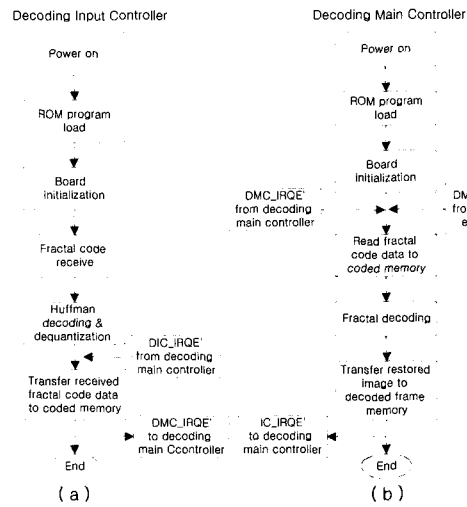 Decoding Input Controller
Power on
ROM program
load
Board
initialization
Fractal code
receive
Huffman
decoding &
dequantization
DIC_IRQE'
from decoding
main controller
Transfer received
fractal code data
to coded memory
DMC_IRQE'
to decoding
main Ccontroller
End
(a)
Decoding Main Controller
Power on
ROM program
load
Board
initialization
DMC_IRQE'
from decoding
main controller
DM
fro
e
Read fractal
code data to
coded memory
Fractal decoding
Transfer restored
image to
decoded frame
memory
IC_IRQE'
to decoding
main controller
End
(b)